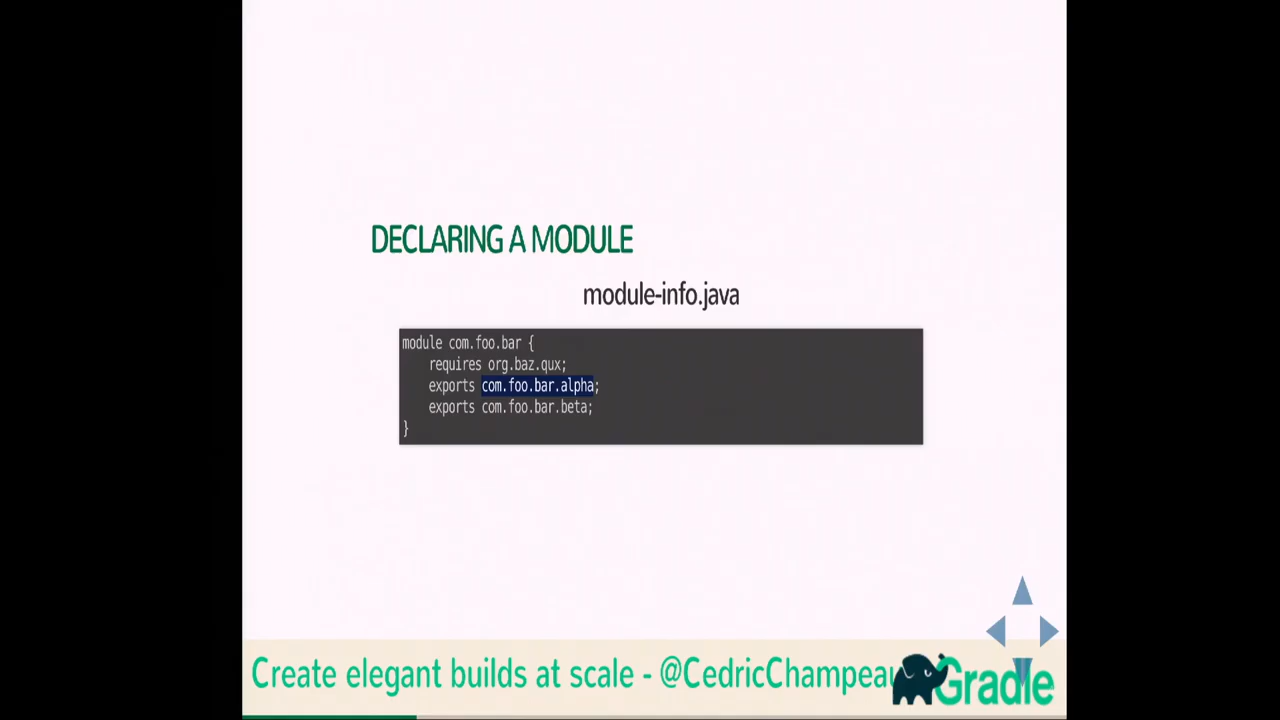 DECLARING A MODULE
module-info.java
module com.foo.bar {
requires org.baz.qux;
exports com.foo.bar.alpha;
exports com.foo.bar.beta;
}
Create elegant builds at scale - @CedricChampeau
Gradle